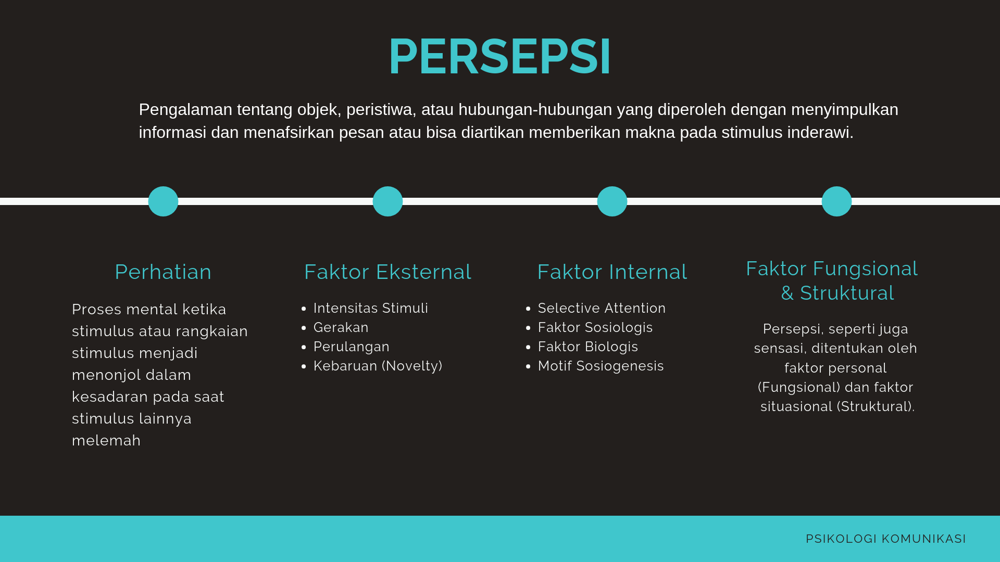 PERSEPSI
Pengalaman tentang objek, peristiwa, atau hubungan-hubungan yang diperoleh dengan menyimpulkan
informasi dan menafsirkan pesan atau bisa diartikan memberikan makna pada stimulus inderawi.
Perhatian
Proses mental ketika
stimulus atau rangkaian
stimulus menjadi
menonjol dalam
kesadaran pada saat
stimulus lainnya
melemah
Faktor Eksternal
• Intensitas Stimuli
• Gerakan
• Perulangan
• Kebaruan (Novelty)
Faktor Internal
• Selective Attention
• Faktor Sosiologis
• Faktor Biologis
• Motif Sosiogenesis
Faktor Fungsional
& Struktural
Persepsi, seperti juga
sensasi, ditentukan oleh
faktor personal
(Fungsional) dan faktor
situasional (Struktural).
PSIKOLOGI KOMUNIKASI